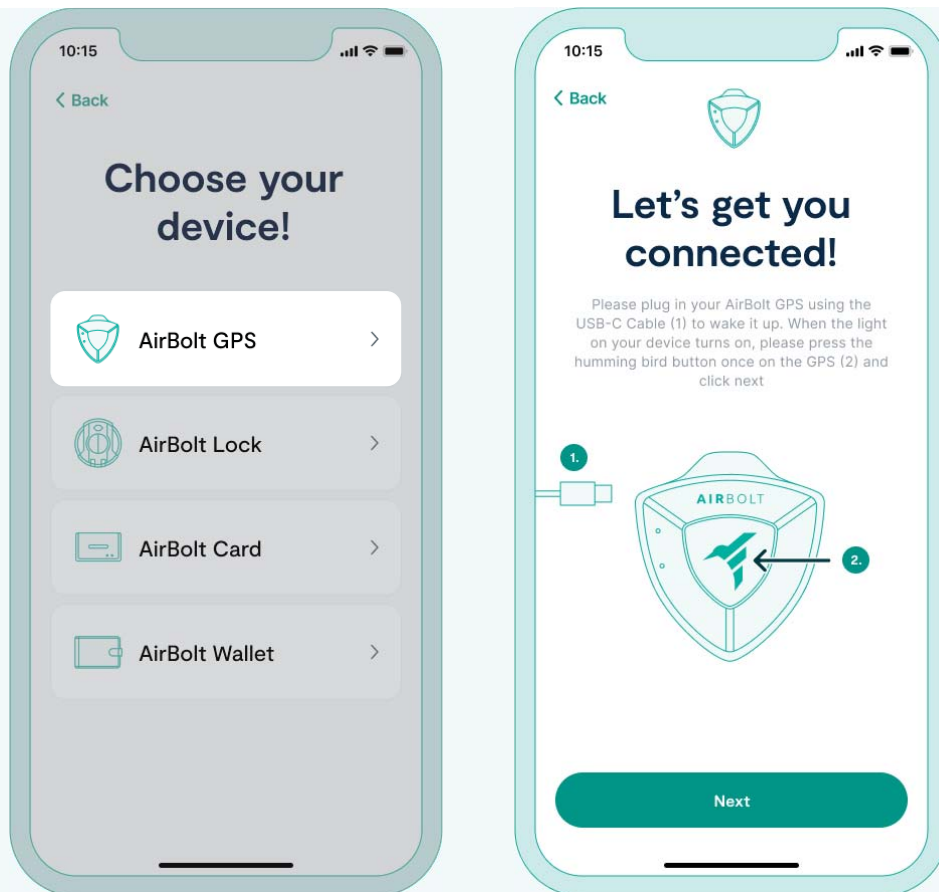 10:15
Back
Choose your
device!
AirBolt GPS
AirBolt Lock
AirBolt Card
AirBolt Wallet
10:15
Back
Let's get you
connected!
Please plug in your AirBolt GPS using the
USB-C Cable (1) to wake it up. When the light
on your device turns on, please press the
humming bird button once on the GPS (2) and
click next
1.
AIRBOLT
2.
Next